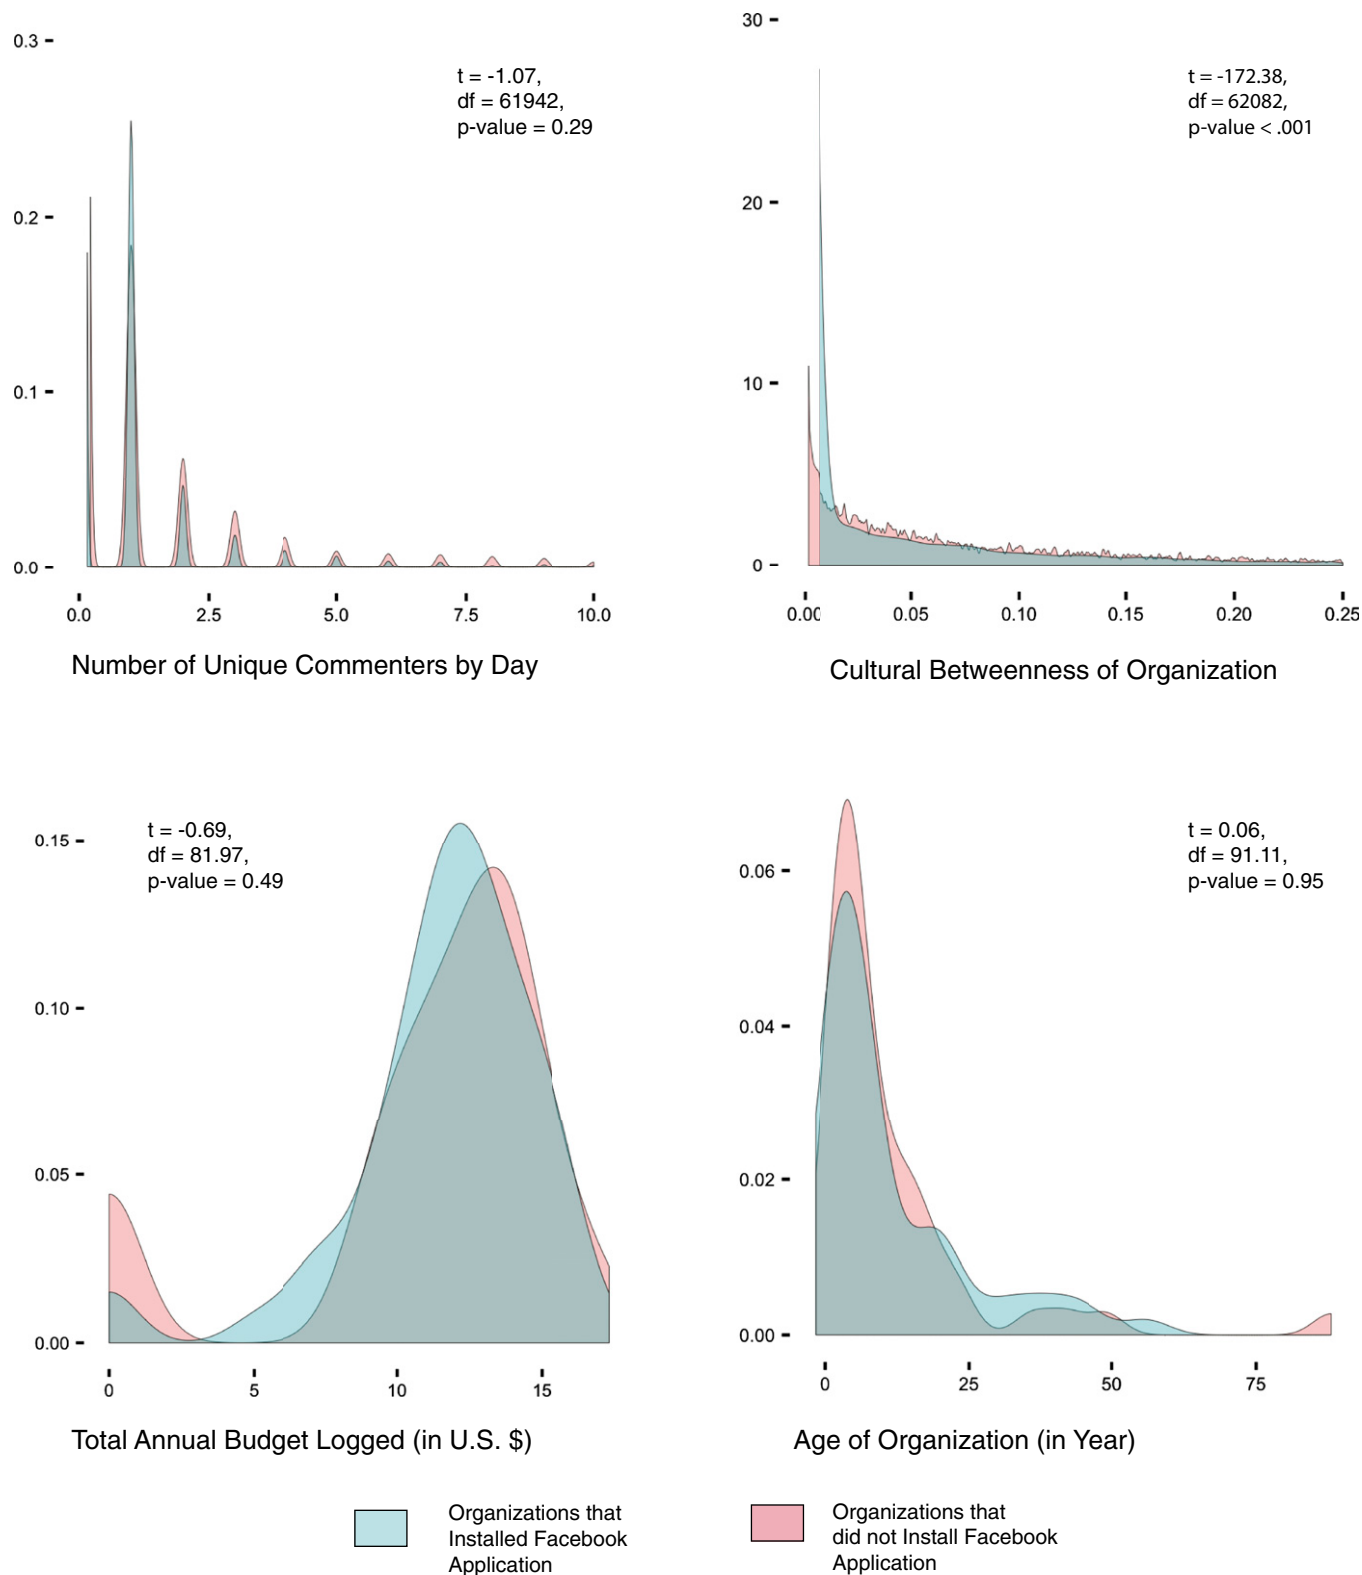 0.3
0.2
0.1
0.0
t = -1.07,
df = 61942,
p-value = 0.29
0.0 2.5 5.0 7.5 10.0
Number of Unique Commenters by Day
30
20
10
0
t = -172.38,
df = 62082,
p-value < .001
0.00 0.05 0.10 0.15 0.20 0.25
Cultural Betweenness of Organization
0.15
0.10
0.05
0.00
t = -0.69,
df = 81.97,
p-value = 0.49
0 5 10 15
Total Annual Budget Logged (in U.S. $)
0.06
0.04
0.02
0.00
t = 0.06,
df = 91.11,
p-value = 0.95
0 25 50 75
Age of Organization (in Year)
Organizations that
Installed Facebook
Application
Organizations that
did not Install Facebook
Application